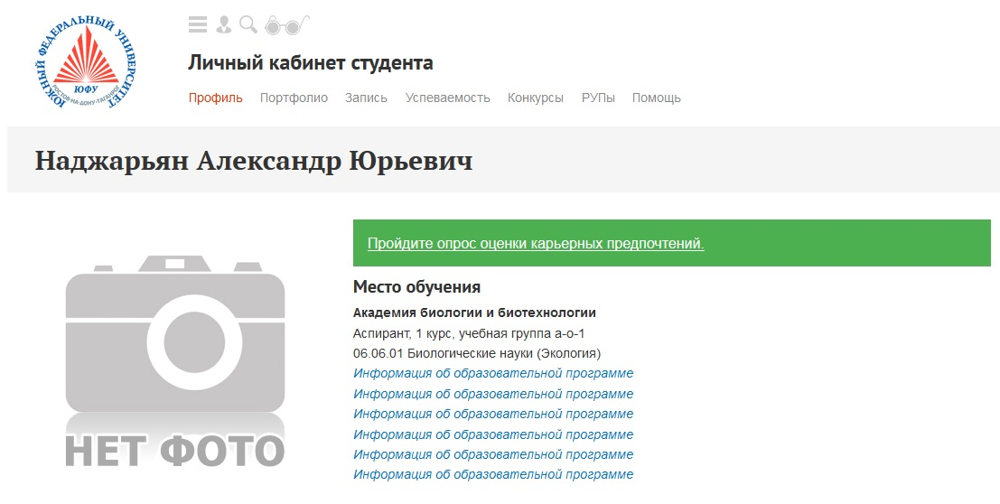 ЮЖНЫЙ ФЕДЕРАЛЬНЫЙ УНИВЕРСИТЕТ
ЮФУ
РОСТОВ-НА-ДОНУ-ТАГАНРОГ
Личный кабинет студента
Профиль Портфолио Запись Успеваемость Конкурсы РУПы Помощь
Наджарьян Александр Юрьевич
Пройдите опрос оценки карьерных предпочтений.
Место обучения
Академия биологии и биотехнологии
Аспирант, 1 курс, учебная группа а-о-1
06.06.01 Биологические науки (Экология)
Информация об образовательной программе
Информация об образовательной программе
Информация об образовательной программе
Информация об образовательной программе
Информация об образовательной программе
Информация об образовательной программе
НЕТ ФОТО